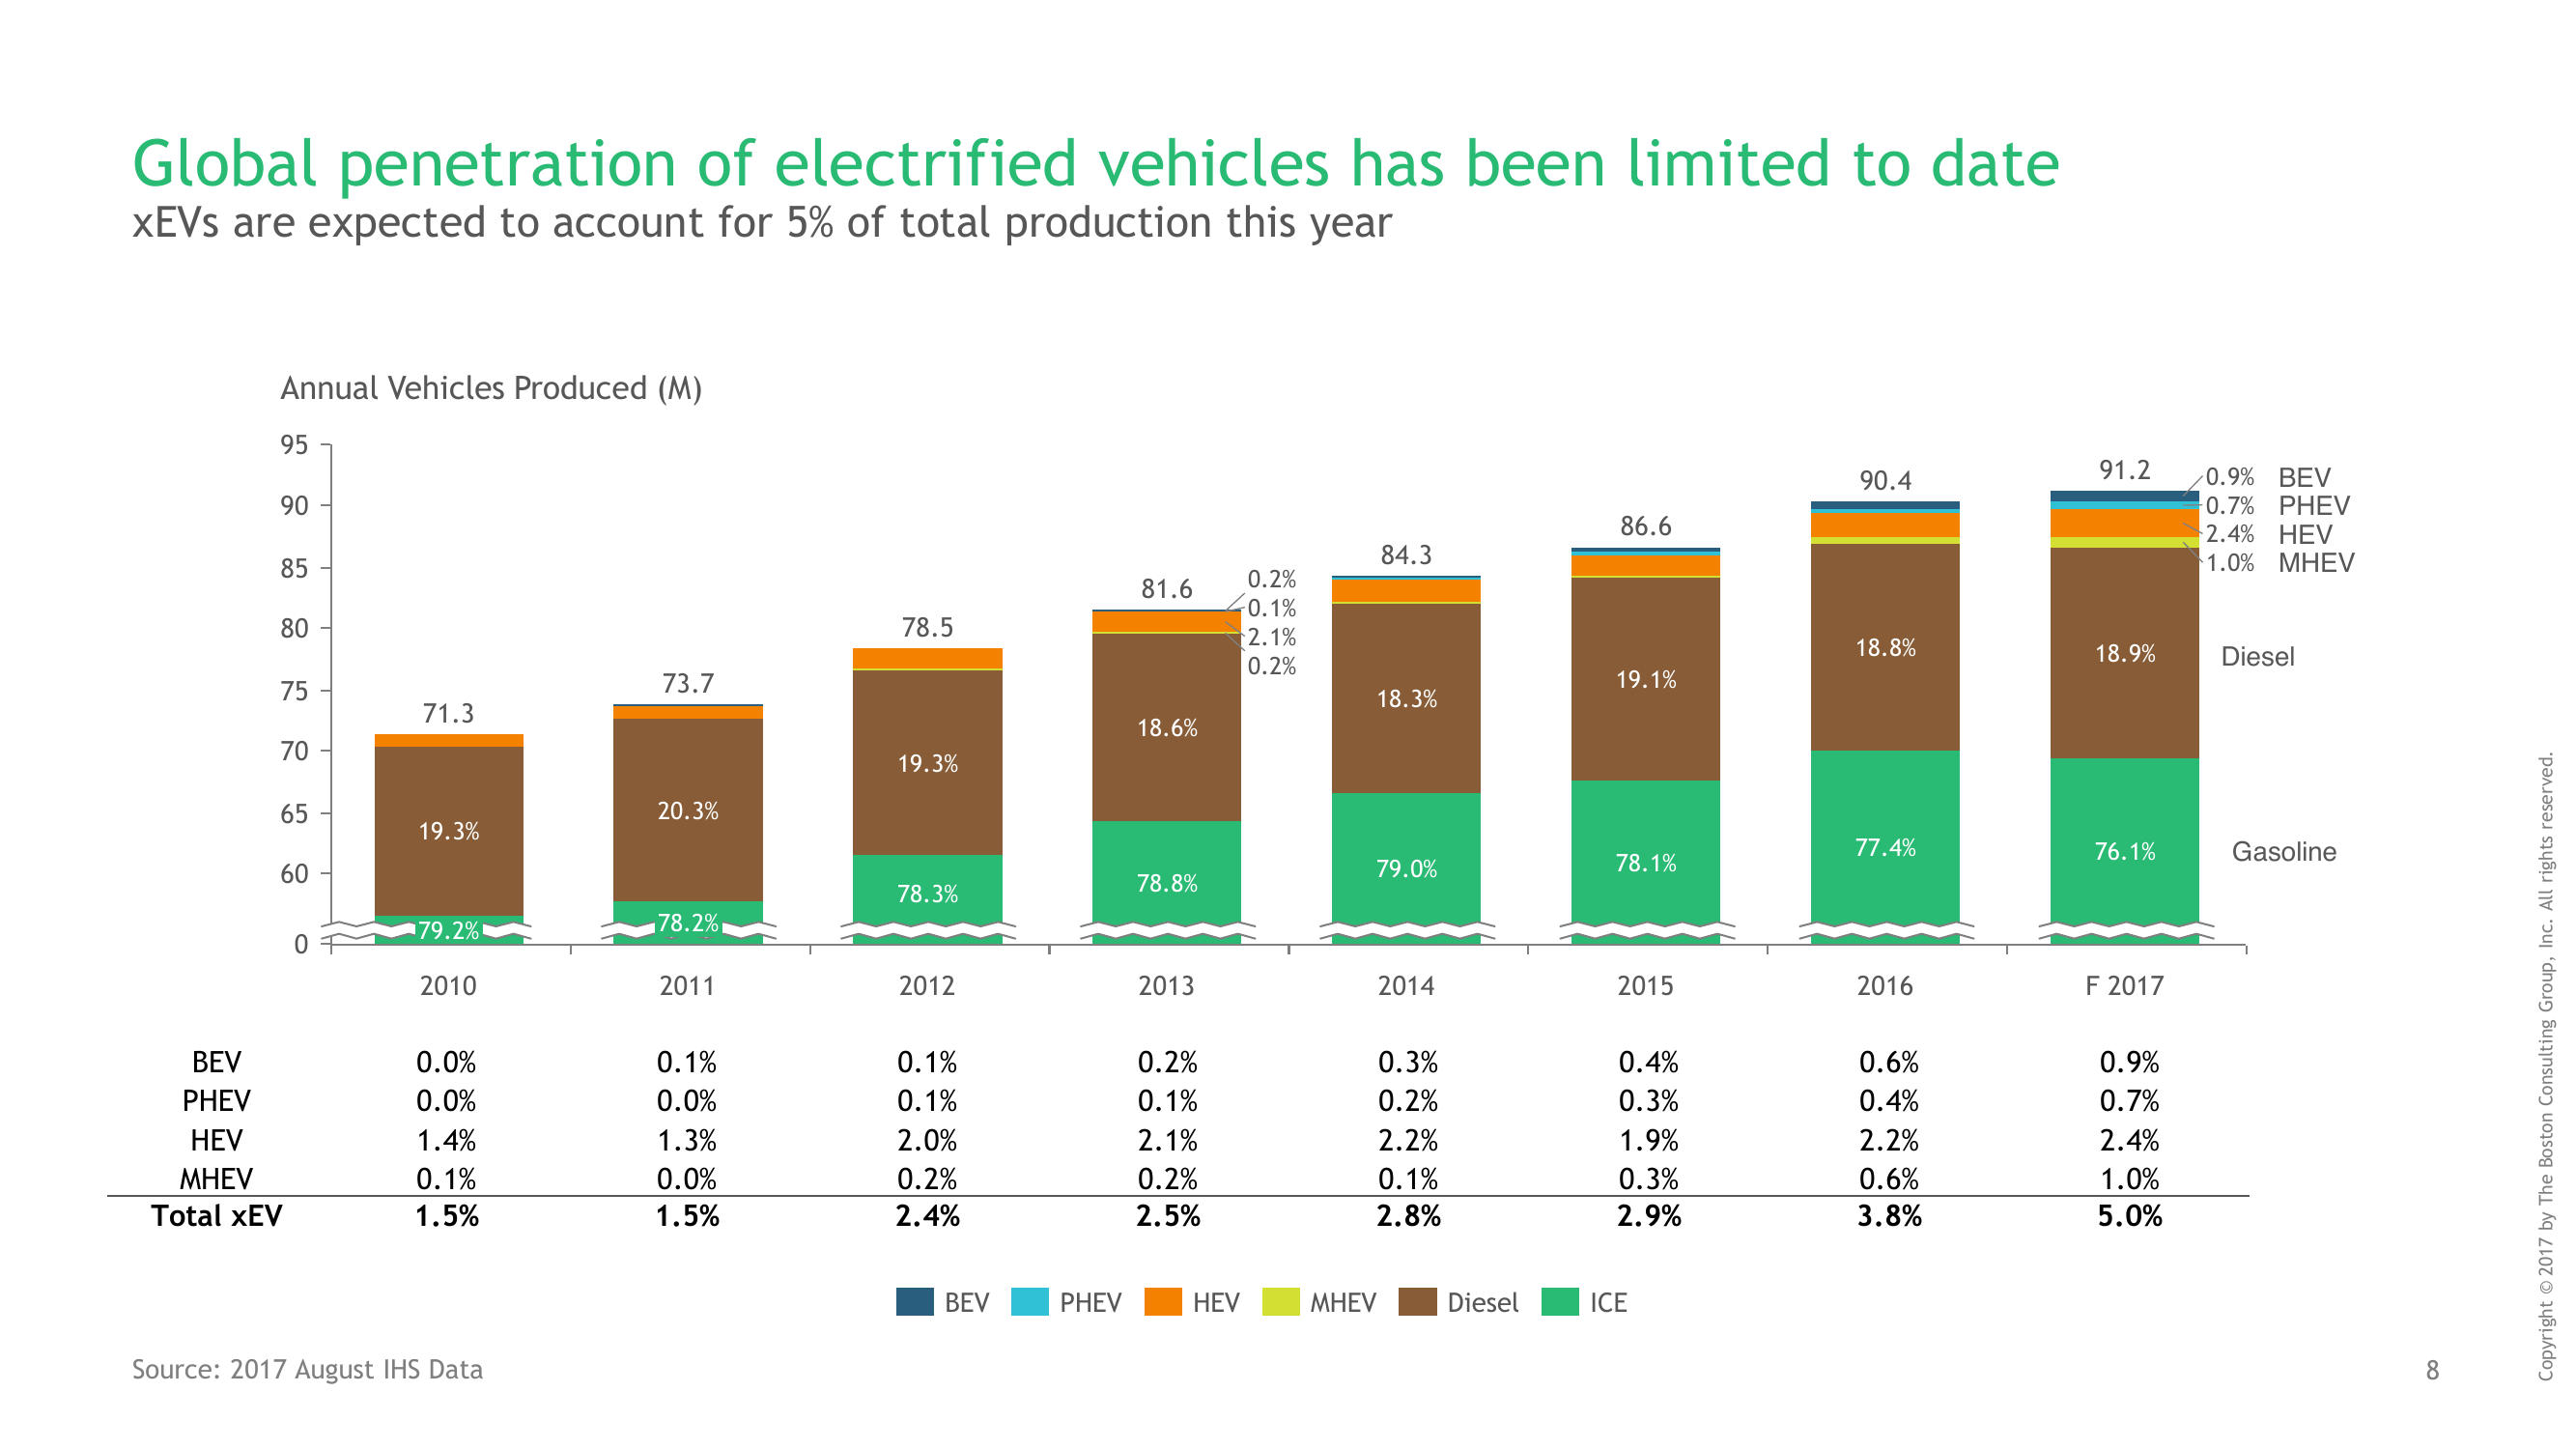 Global penetration of electrified vehicles has been limited to date
xEVs are expected to account for 5% of total production this year
Annual Vehicles Produced (M)
95
90
85
80
75
70
65
60
0
71.3
19.3%
79.2%
73.7
20.3%
78.2%
78.5
19.3%
78.3%
81.6
0.2%
0.1%
2.1%
0.2%
18.6%
78.8%
84.3
18.3%
79.0%
86.6
19.1%
78.1%
90.4
18.8%
77.4%
91.2
0.9% BEV
0.7% PHEV
2.4% HEV
1.0% MHEV
18.9% Diesel
76.1% Gasoline
2010 2011 2012 2013 2014 2015 2016 F 2017
BEV 0.0% 0.1% 0.1% 0.2% 0.3% 0.4% 0.6% 0.9%
PHEV 0.0% 0.0% 0.1% 0.1% 0.2% 0.3% 0.4% 0.7%
HEV 1.4% 1.3% 2.0% 2.1% 2.2% 1.9% 2.2% 2.4%
MHEV 0.1% 0.0% 0.2% 0.2% 0.1% 0.3% 0.6% 1.0%
Total xEV 1.5% 1.5% 2.4% 2.5% 2.8% 2.9% 3.8% 5.0%
BEV PHEV HEV MHEV Diesel ICE
Source: 2017 August IHS Data
8
Copyright © 2017 by The Boston Consulting Group, Inc. All rights reserved.